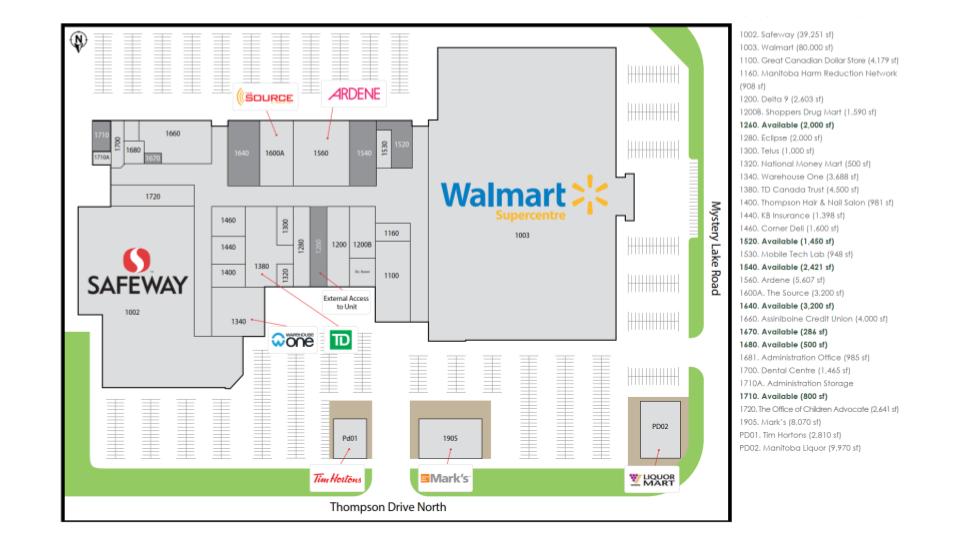 N
SOURCE
ARDENE
1710
1700
1660
1680
1710A
1670
1640
1600A
1560
1540
1530
1520
1720
Walmart
Supercentre
1003
1460
1440
1400
1380
1300
1320
1280
1260
1200
1200B
1160
1100
SAFEWAY
1002
1340
External Access
to Unit
WAREHOUSE
one
TD
Mystery Lake Road
Pd01
1905
PD02
Tim Hortons
Mark's
LIQUOR
MART
Thompson Drive North
1002. Safeway (39,251 sf)
1003. Walmart (80,000 sf)
1100. Great Canadian Dollar Store (4,179 sf)
1160. Manitoba Harm Reduction Network
(908 sf)
1200. Delta 9 (2,603 sf)
1200B. Shoppers Drug Mart (1,590 sf)
1260. Available (2,000 sf)
1280. Eclipse (2,000 sf)
1300. Telus (1,000 sf)
1320. National Money Mart (500 sf)
1340. Warehouse One (3,688 sf)
1380. TD Canada Trust (4,500 sf)
1400. Thompson Hair & Nail Salon (981 sf)
1440. KB Insurance (1,398 sf)
1460. Corner Deli (1,600 sf)
1520. Available (1,450 sf)
1530. Mobile Tech Lab (948 sf)
1540. Available (2,421 sf)
1560. Ardene (5,607 sf)
1600A. The Source (3,200 sf)
1640. Available (3,200 sf)
1660. Assiniboine Credit Union (4,000 sf)
1670. Available (286 sf)
1680. Available (500 sf)
1681. Administration Office (985 sf)
1700. Dental Centre (1,465 sf)
1710A. Administration Storage
1710. Available (800 sf)
1720. The Office of Children Advocate (2,641 sf)
1905. Mark's (8,070 sf)
PD01. Tim Hortons (2,810 sf)
PD02. Manitoba Liquor (9,970 sf)